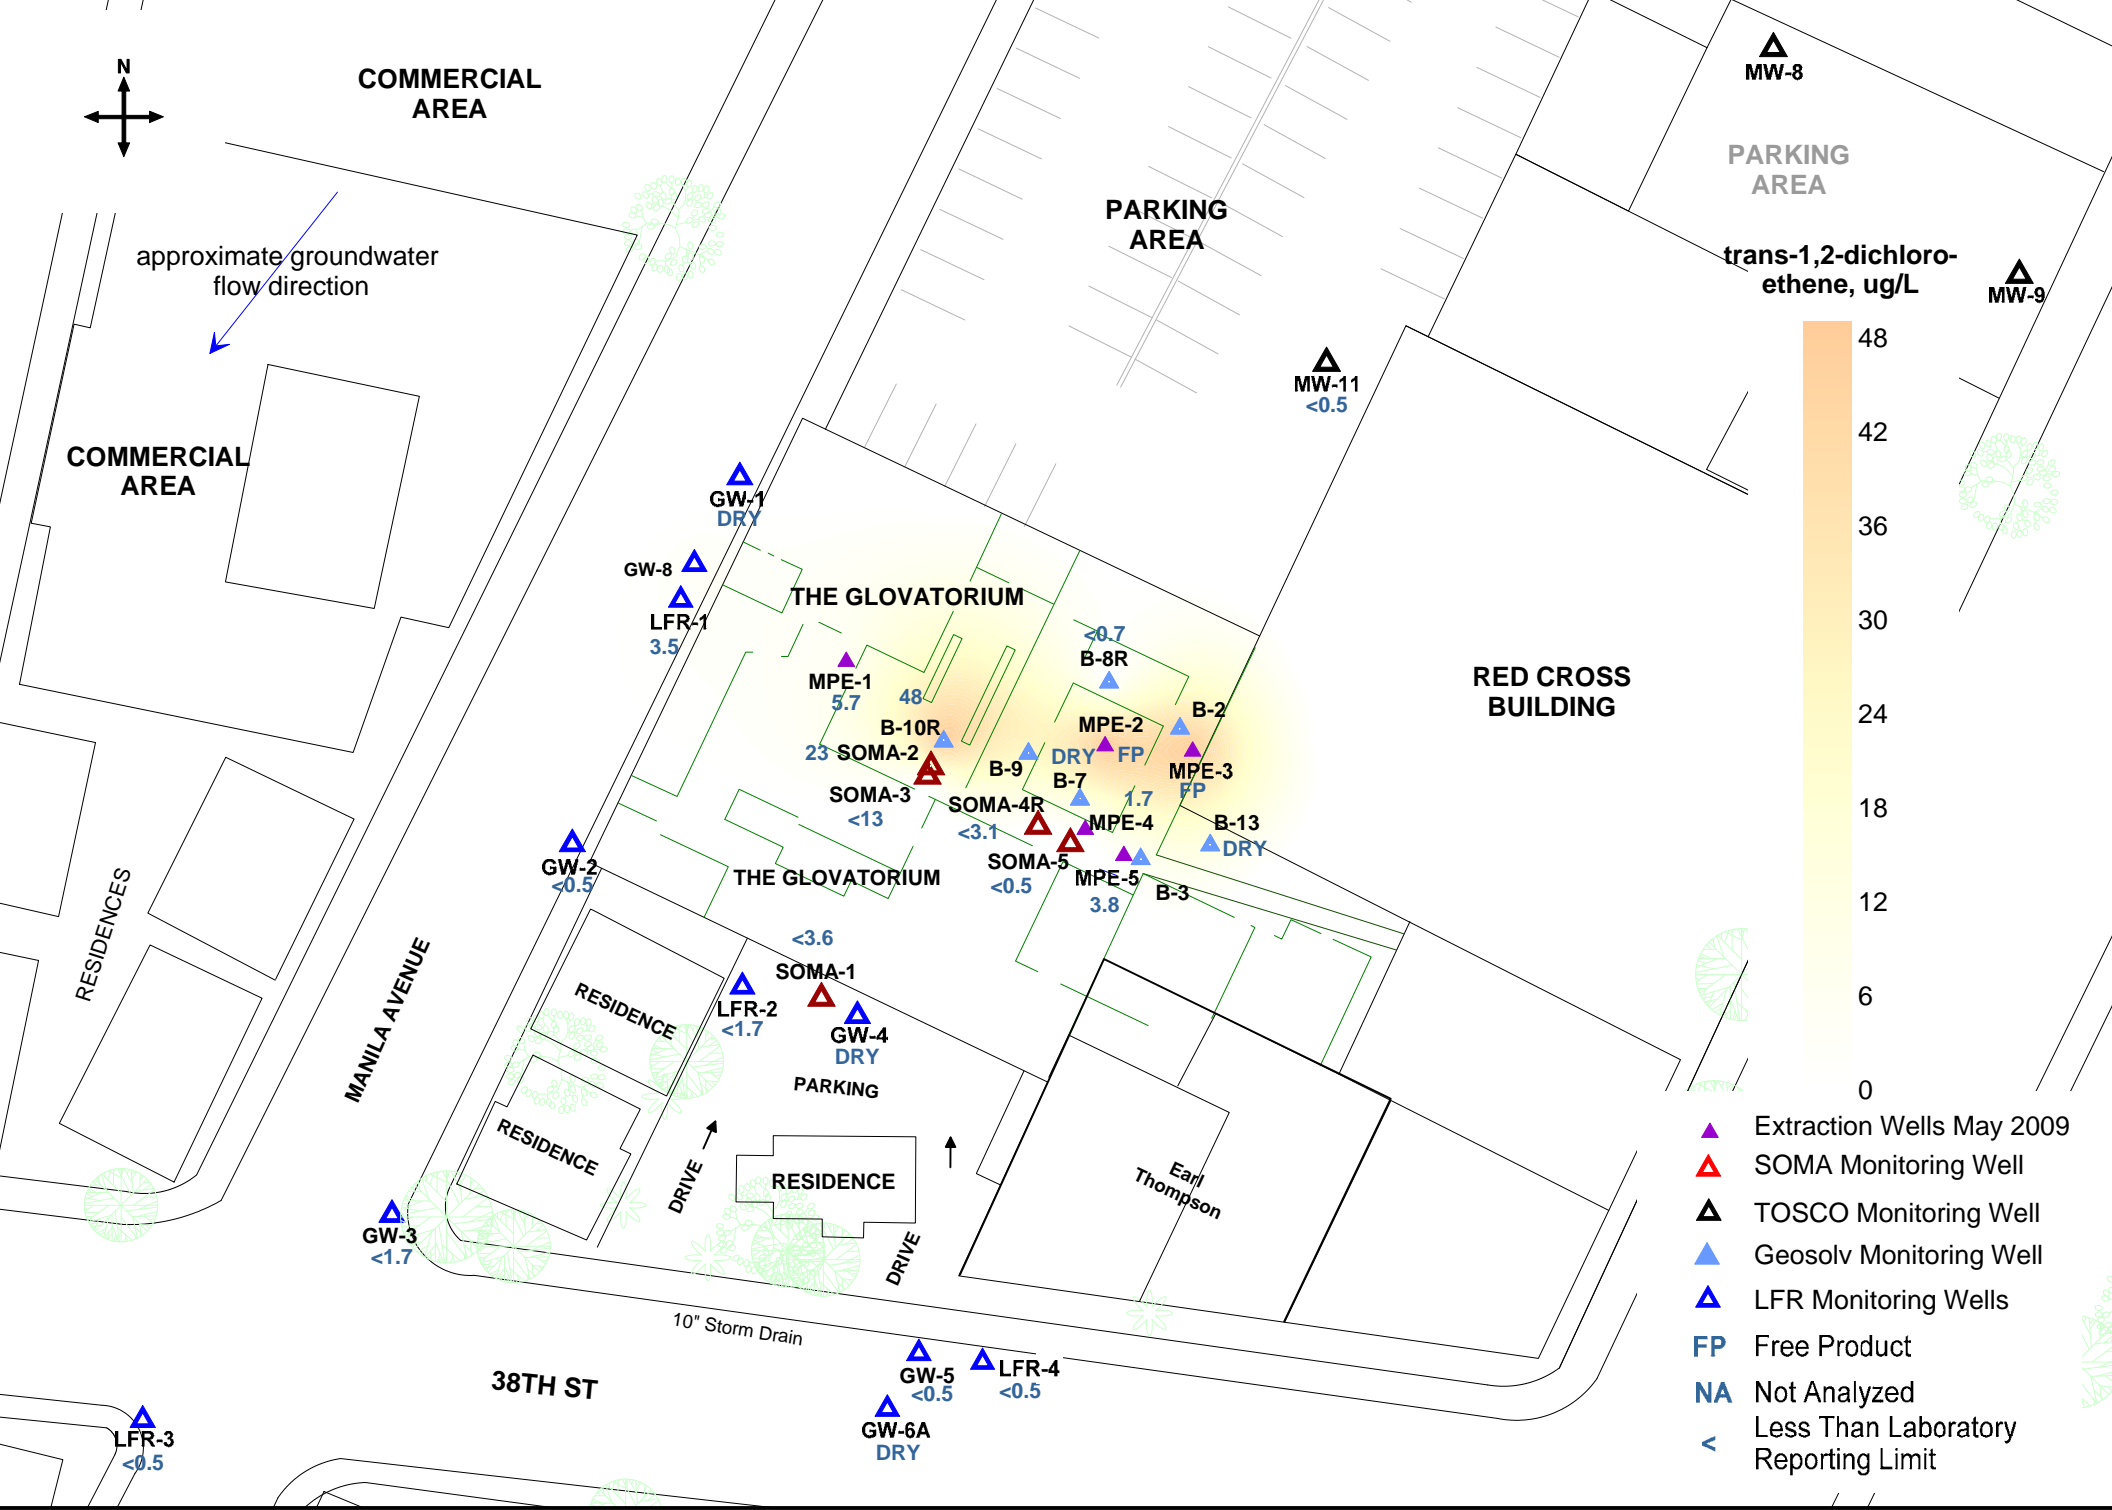 N
COMMERCIAL
AREA
MW-8
PARKING
AREA
PARKING
AREA
approximate groundwater
flow direction
trans-1,2-dichloro-
ethene, ug/L
MW-9
48
42
36
30
24
18
12
6
0
MW-11
<0.5
COMMERCIAL
AREA
GW-1
DRY
GW-8
LFR-1
3.5
THE GLOVATORIUM
<0.7
B-8R
MPE-1
5.7
48
B-10R
23 SOMA-2
SOMA-3
<13
B-9
MPE-2
DRY FP
B-7
B-2
MPE-3
FP
1.7
SOMA-4R
<3.1
MPE-4
B-13
DRY
SOMA-5
<0.5
MPE-5
3.8
B-3
RED CROSS
BUILDING
GW-2
<0.5
THE GLOVATORIUM
RESIDENCES
MANILA AVENUE
<3.6
SOMA-1
RESIDENCE
LFR-2
<1.7
GW-4
DRY
PARKING
RESIDENCE
DRIVE
RESIDENCE
DRIVE
Earl
Thompson
GW-3
<1.7
10" Storm Drain
38TH ST
GW-5
<0.5
LFR-4
<0.5
GW-6A
DRY
LFR-3
<0.5
Extraction Wells May 2009
SOMA Monitoring Well
TOSCO Monitoring Well
Geosolv Monitoring Well
LFR Monitoring Wells
FP Free Product
NA Not Analyzed
< Less Than Laboratory
Reporting Limit